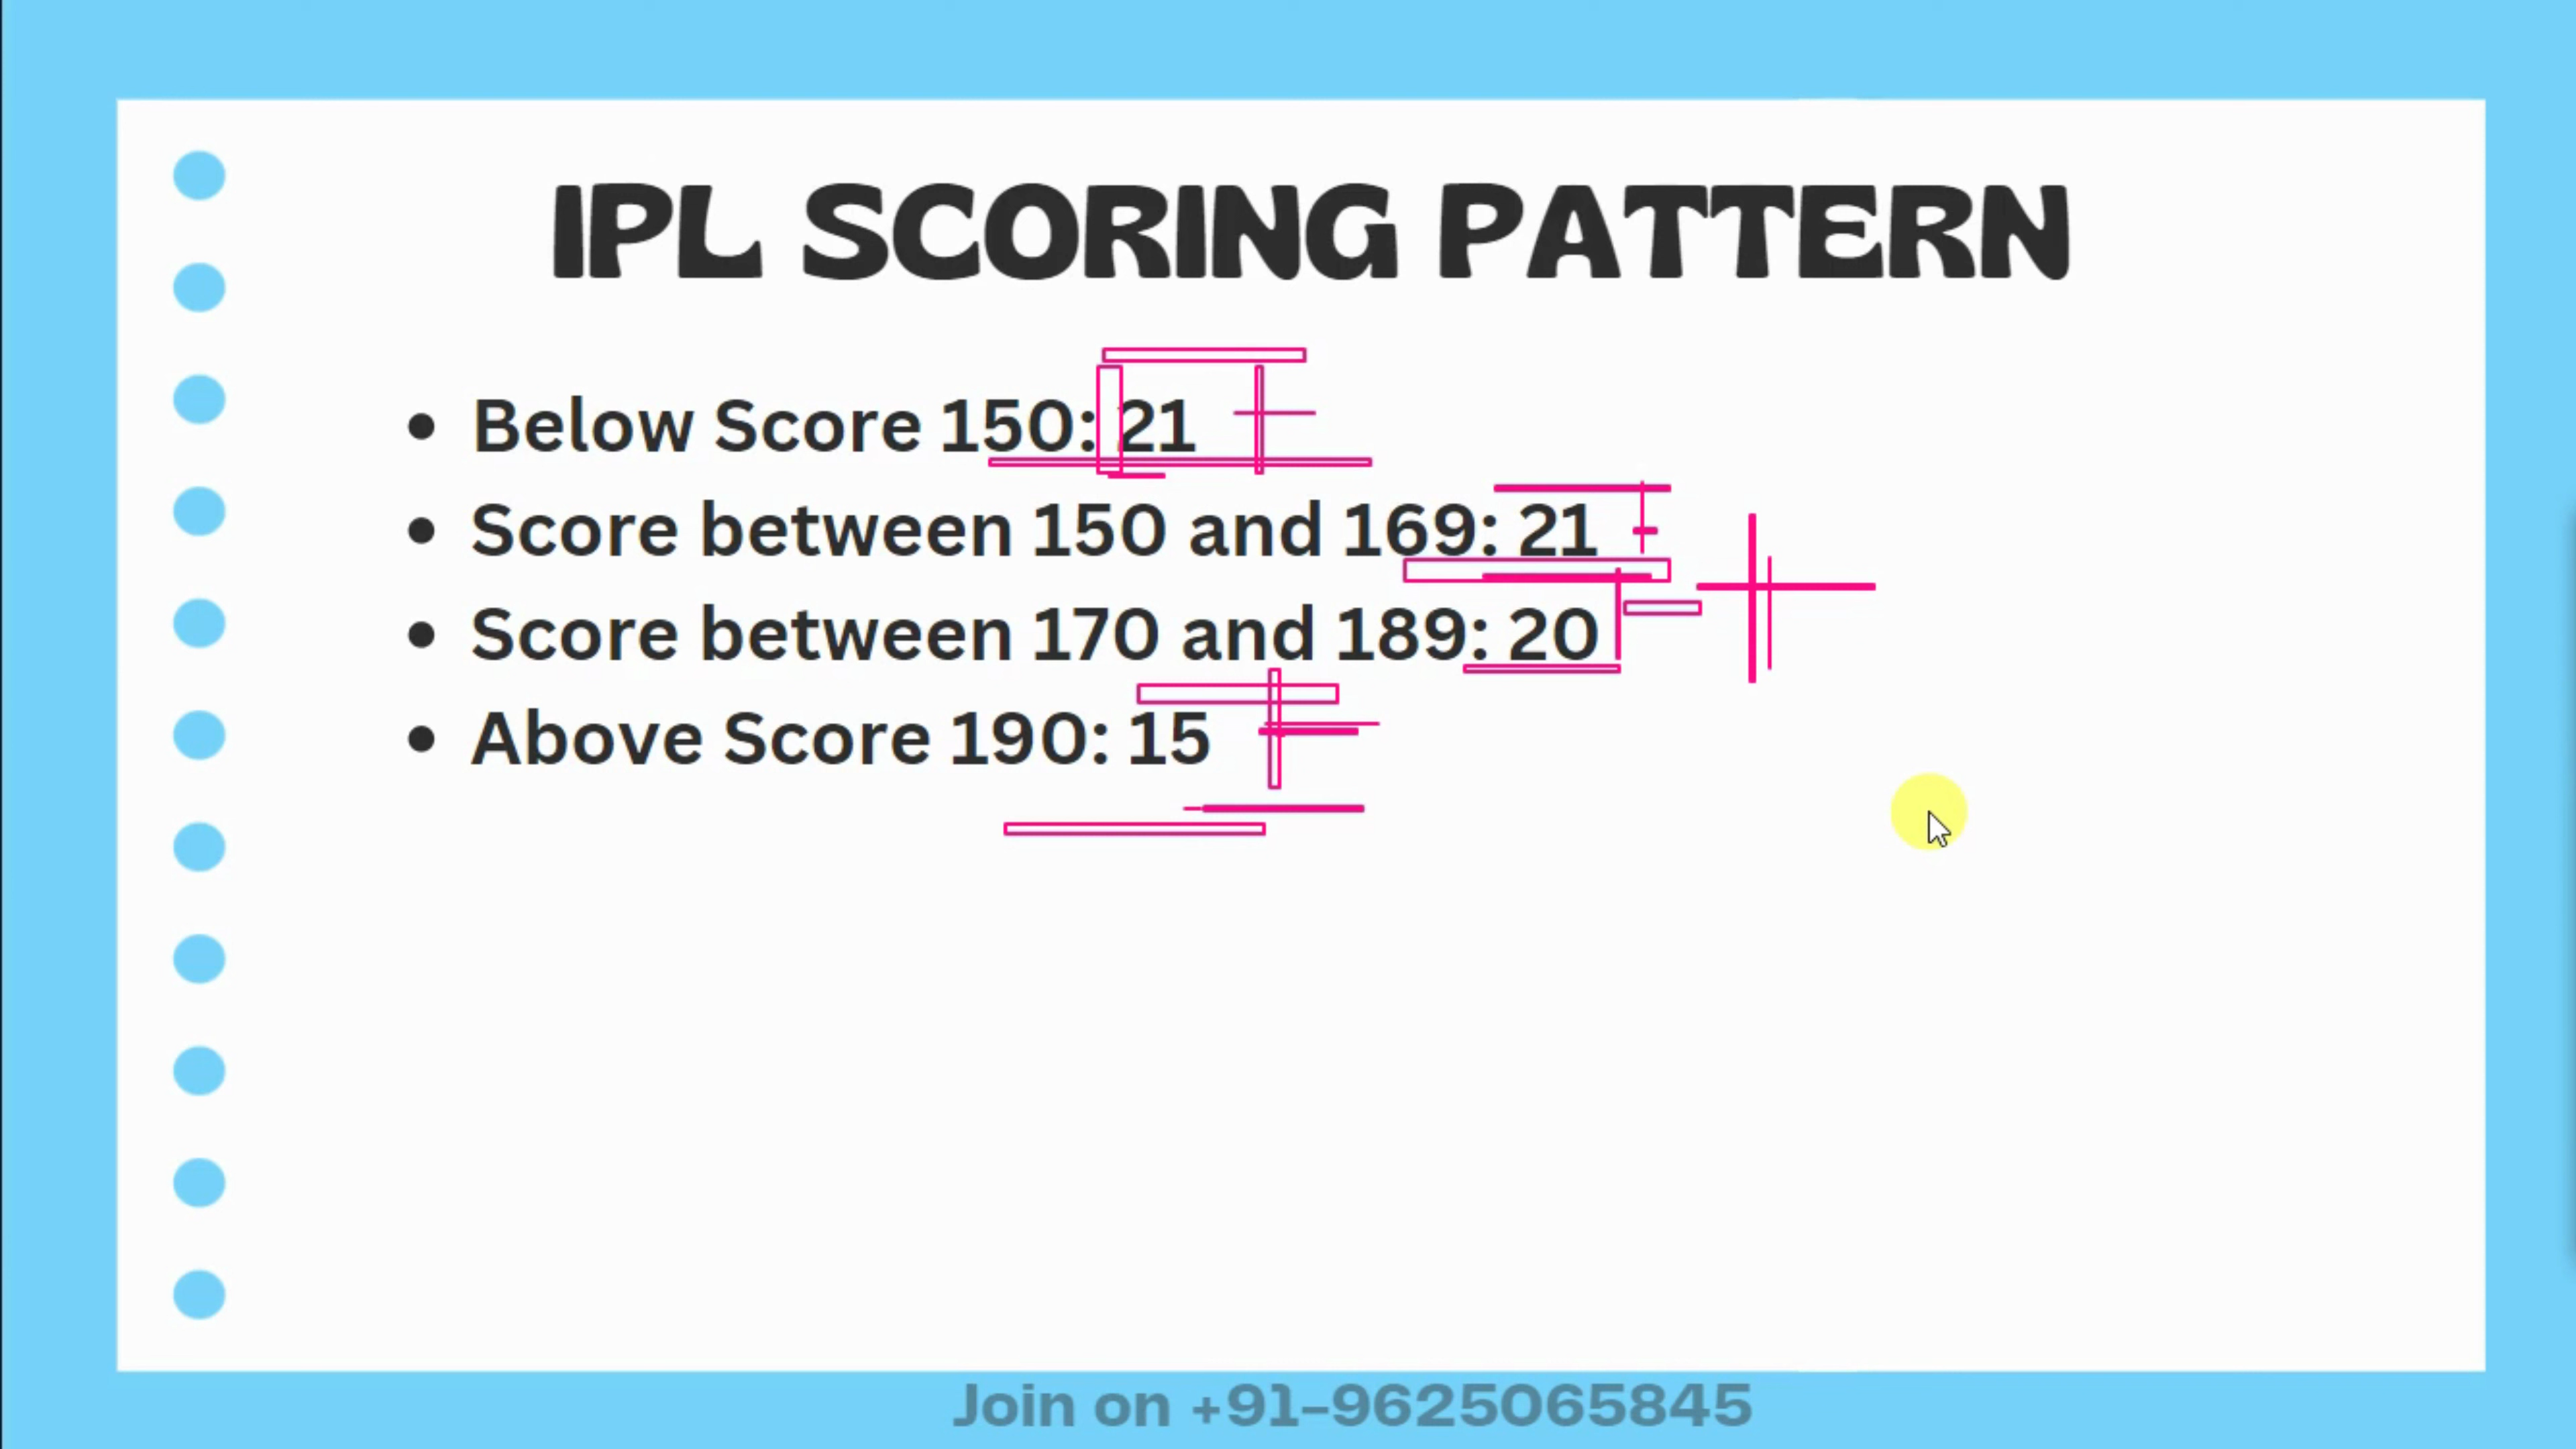 IPL SCORING PATTERN
• Below Score 150: 21
• Score between 150 and 169: 21
• Score between 170 and 189: 20
• Above Score 190: 15
Join on +91-9625065845